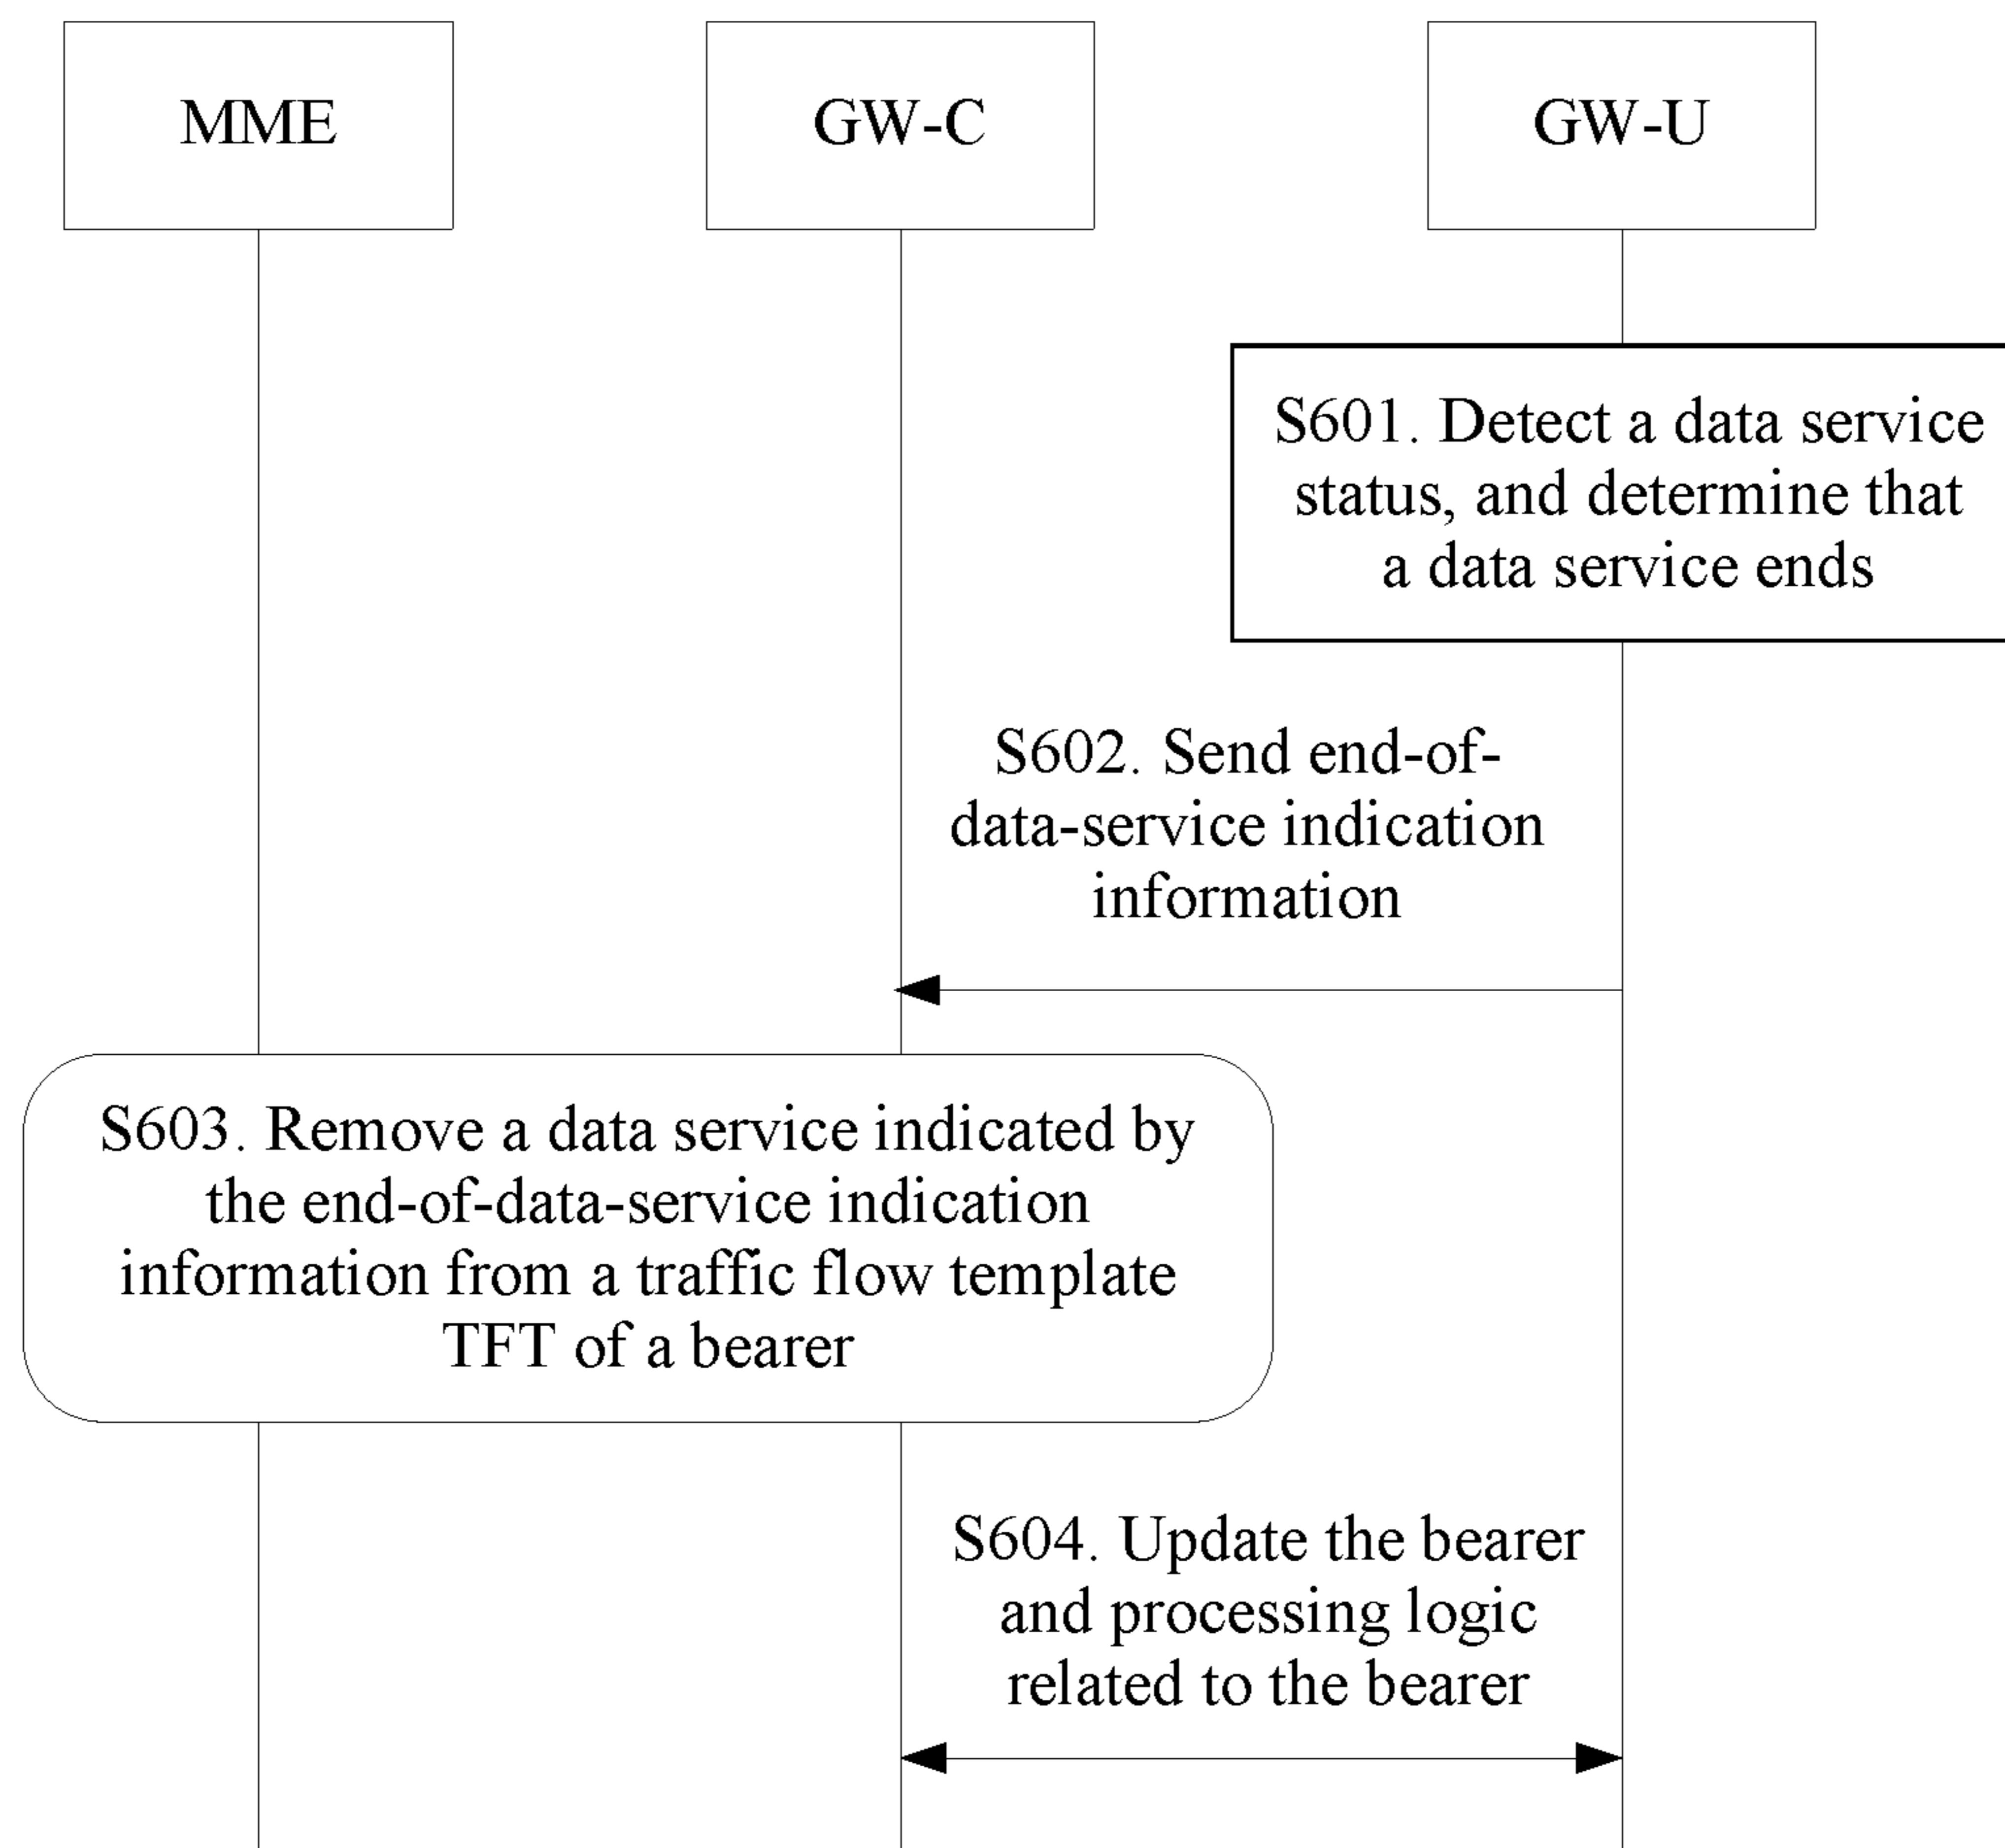 MME
GW-C
GW-U
S601. Detect a data service
status, and determine that
a data service ends
S602. Send end-of-
data-service indication
information
S603. Remove a data service indicated by
the end-of-data-service indication
information from a traffic flow template
TFT of a bearer
S604. Update the bearer
and processing logic
related to the bearer